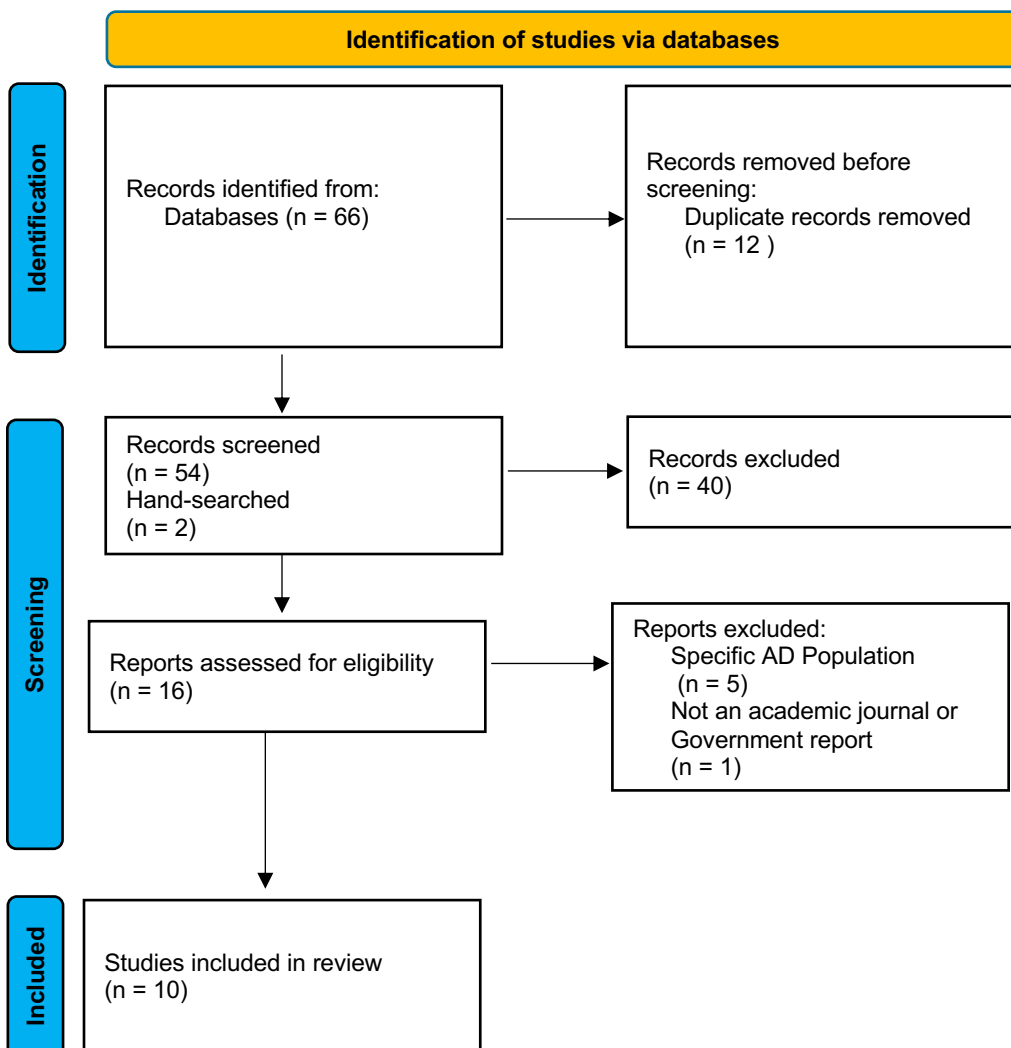 Identification of studies via databases
Identification
Records identified from:
Databases (n = 66)
Records removed before
screening:
Duplicate records removed
(n = 12 )
Screening
Records screened
(n = 54)
Hand-searched
(n = 2)
Records excluded
(n = 40)
Reports assessed for eligibility
(n = 16)
Reports excluded:
Specific AD Population
(n = 5)
Not an academic journal or
Government report
(n = 1)
Included
Studies included in review
(n = 10)